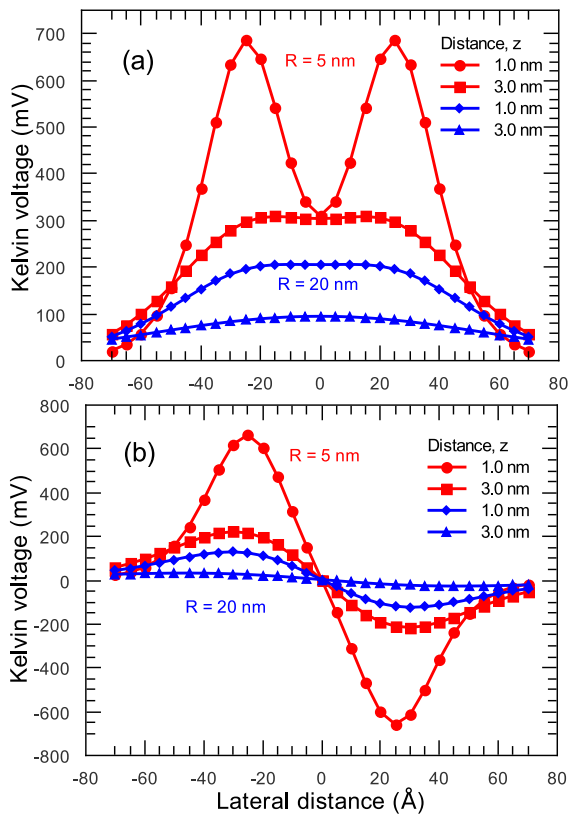 (a)
R = 5 nm
Distance, z
1.0 nm
3.0 nm
1.0 nm
3.0 nm
R = 20 nm
Kelvin voltage (mV)
700
600
500
400
300
200
100
0
-80 -60 -40 -20 0 20 40 60 80
(b)
R = 5 nm
Distance, z
1.0 nm
3.0 nm
1.0 nm
3.0 nm
R = 20 nm
Kelvin voltage (mV)
800
600
400
200
0
-200
-400
-600
-800
-80 -60 -40 -20 0 20 40 60 80
Lateral distance (Å)